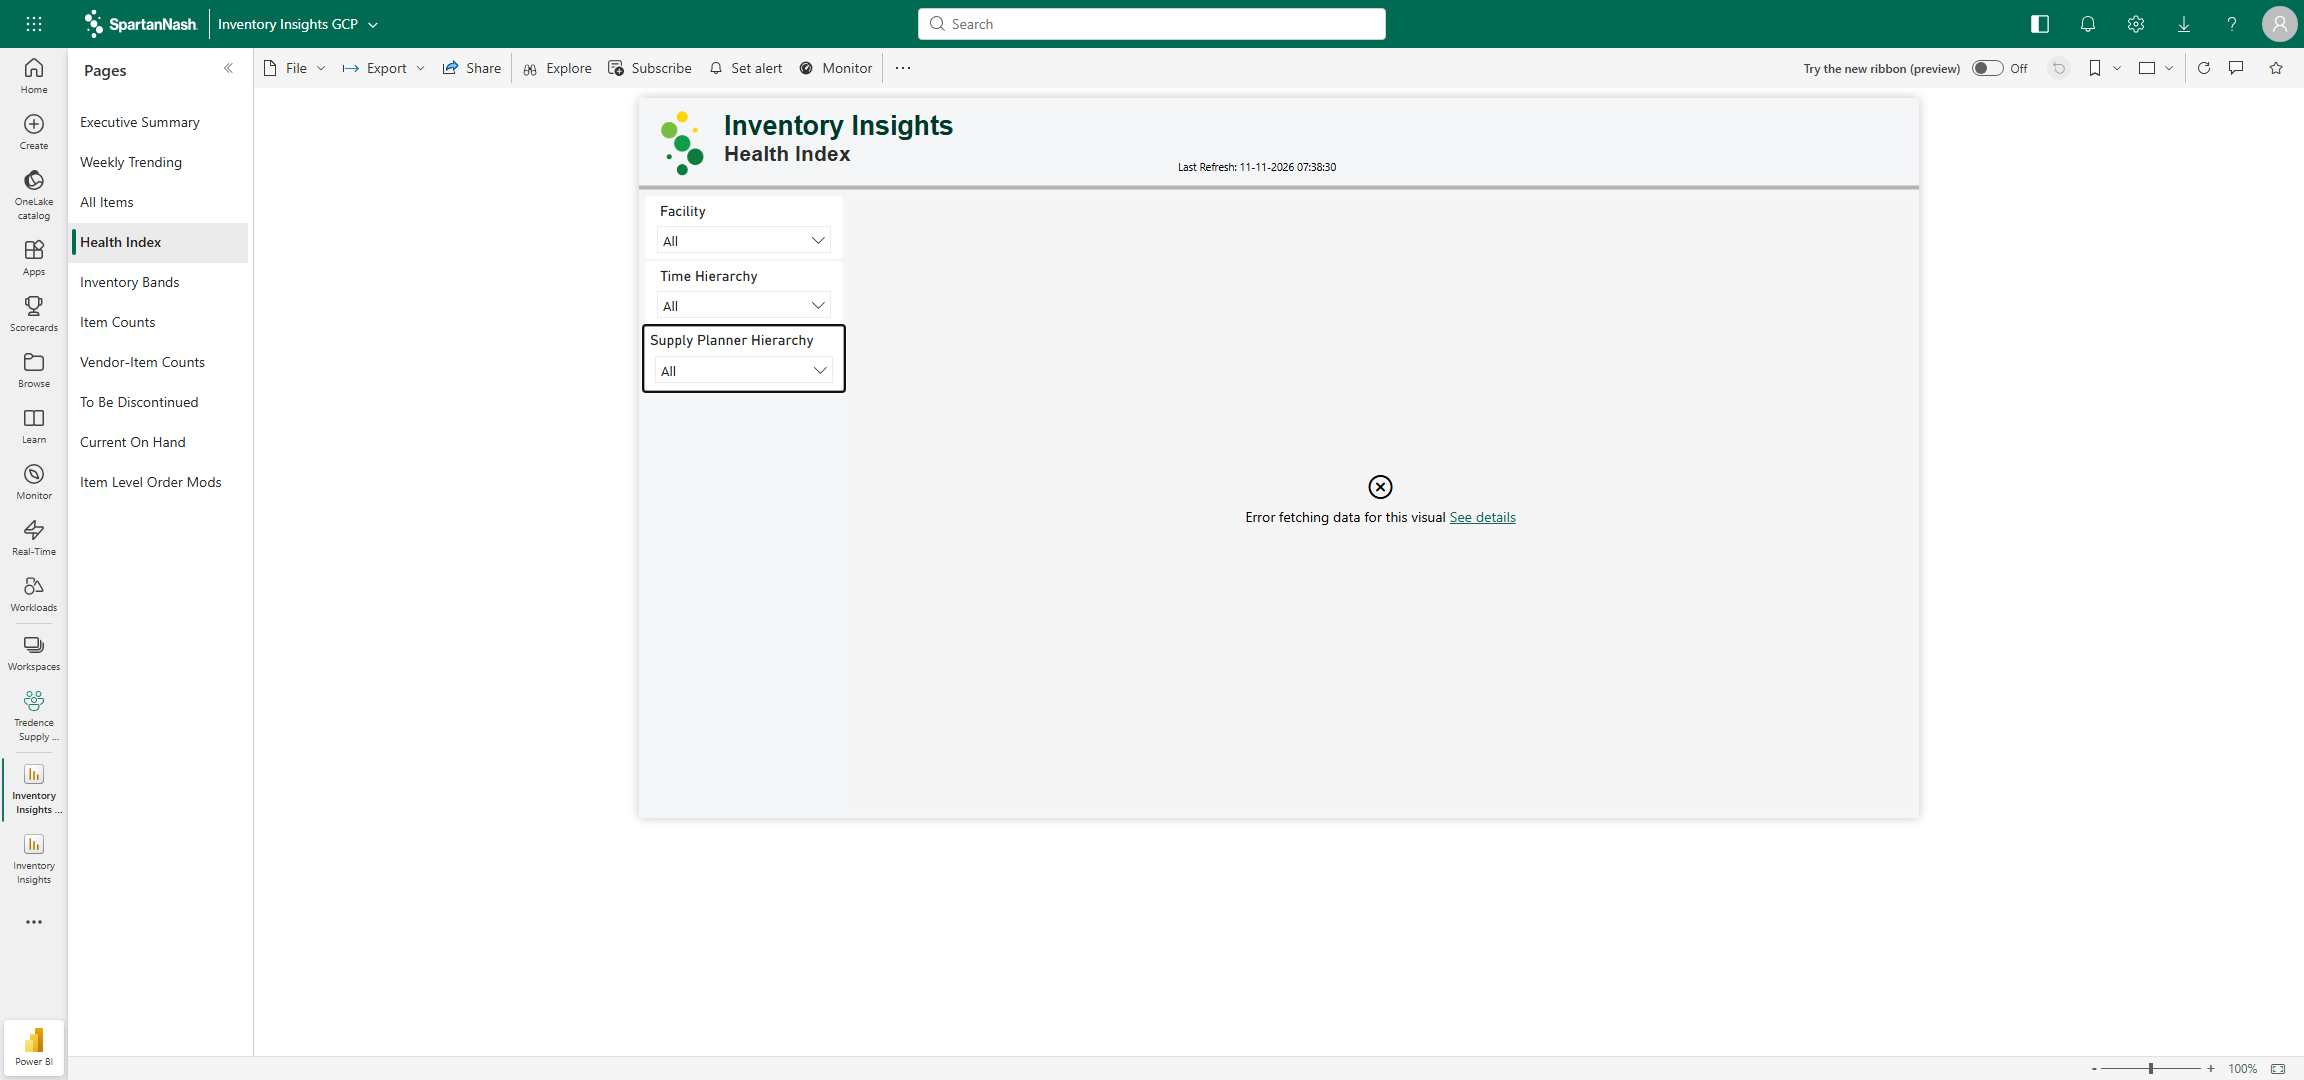 SpartanNash
Inventory Insights GCP
Search
Home
Create
OneLake
catalog
Apps
Scorecards
Browse
Learn
Monitor
Real-Time
Workloads
Workspaces
Tredence
Supply ...
Inventory
Insights ...
Inventory
Insights
Power BI
Pages
Executive Summary
Weekly Trending
All Items
Health Index
Inventory Bands
Item Counts
Vendor-Item Counts
To Be Discontinued
Current On Hand
Item Level Order Mods
File
Export
Share
Explore
Subscribe
Set alert
Monitor
Try the new ribbon (preview)
Off
Inventory Insights
Health Index
Last Refresh: 11-11-2026 07:38:30
Facility
All
Time Hierarchy
All
Supply Planner Hierarchy
All
Error fetching data for this visual See details
- + 100%